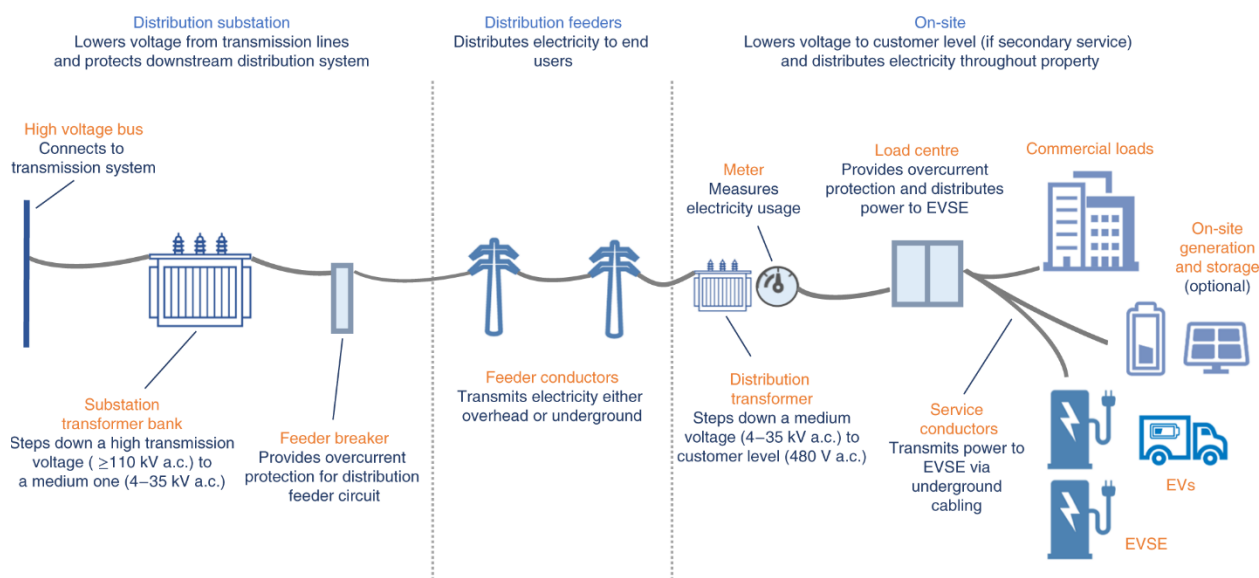 Distribution substation
Lowers voltage from transmission lines
and protects downstream distribution system
Distribution feeders
Distributes electricity to end
users
On-site
Lowers voltage to customer level (if secondary service)
and distributes electricity throughout property
High voltage bus
Connects to
transmission system
Substation
transformer bank
Steps down a high transmission
voltage ( ≥110 kV a.c.) to
a medium one (4–35 kV a.c.)
Feeder breaker
Provides overcurrent
protection for distribution
feeder circuit
Feeder conductors
Transmits electricity either
overhead or underground
Meter
Measures
electricity usage
Distribution
transformer
Steps down a medium
voltage (4–35 kV a.c.) to
customer level (480 V a.c.)
Load centre
Provides overcurrent
protection and distributes
power to EVSE
Service
conductors
Transmits power to
EVSE via
underground
cabling
Commercial loads
On-site
generation
and storage
(optional)
EVs
EVSE